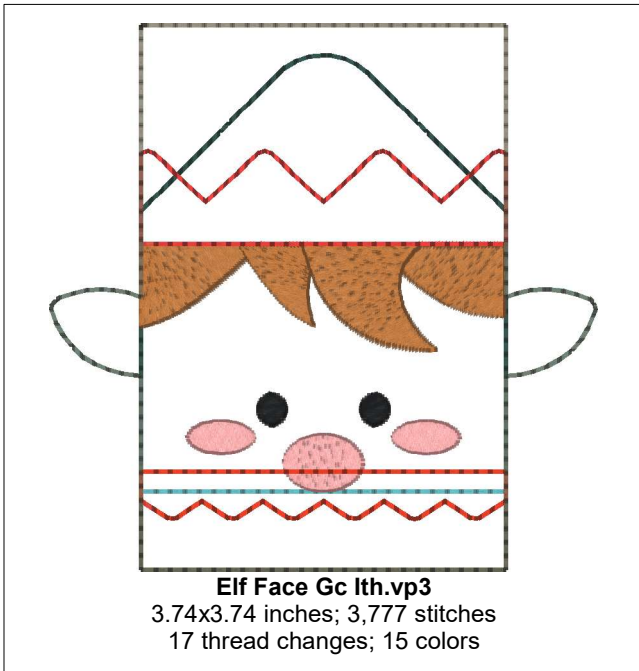 Elf Face Gc Ith.vp3
3.74x3.74 inches; 3,777 stitches
17 thread changes; 15 colors